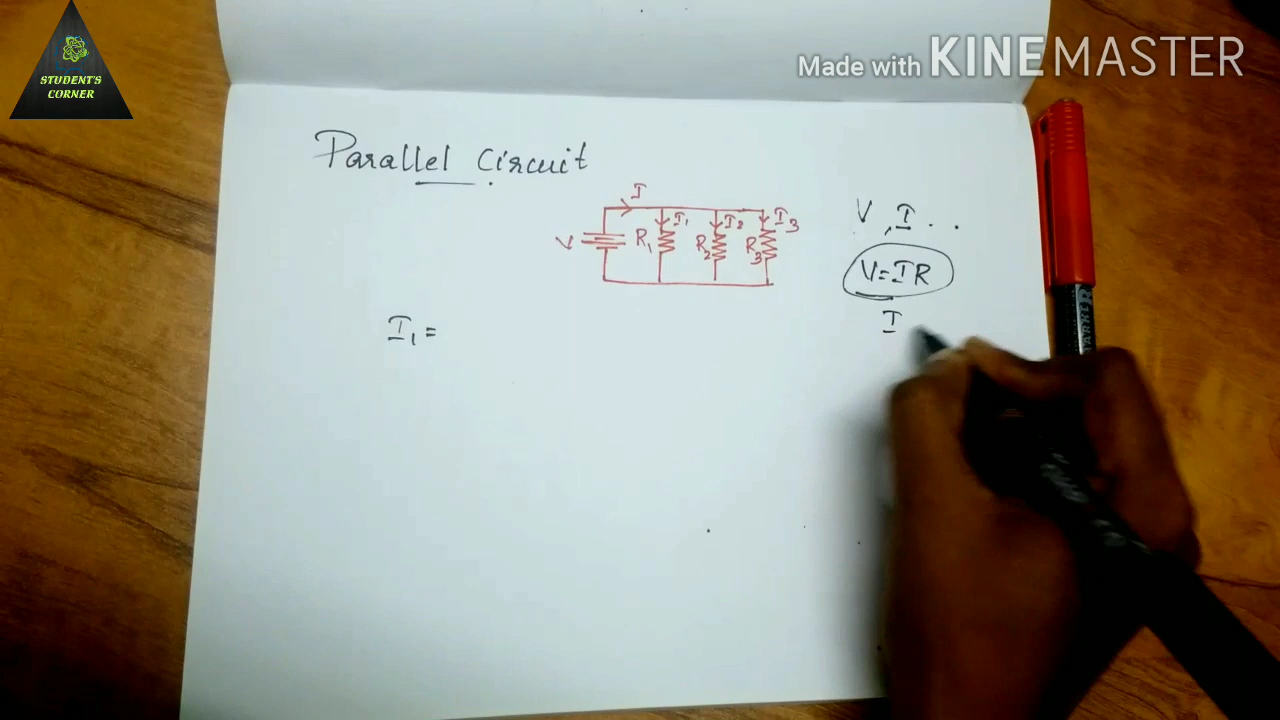 STUDENT'S
CORNER
Made with KINEMASTER
Parallel Circuit
I
I₁ I₂ I₃
V R₁ R₂ R₃
V, I . .
V=IR
I
I₁ =